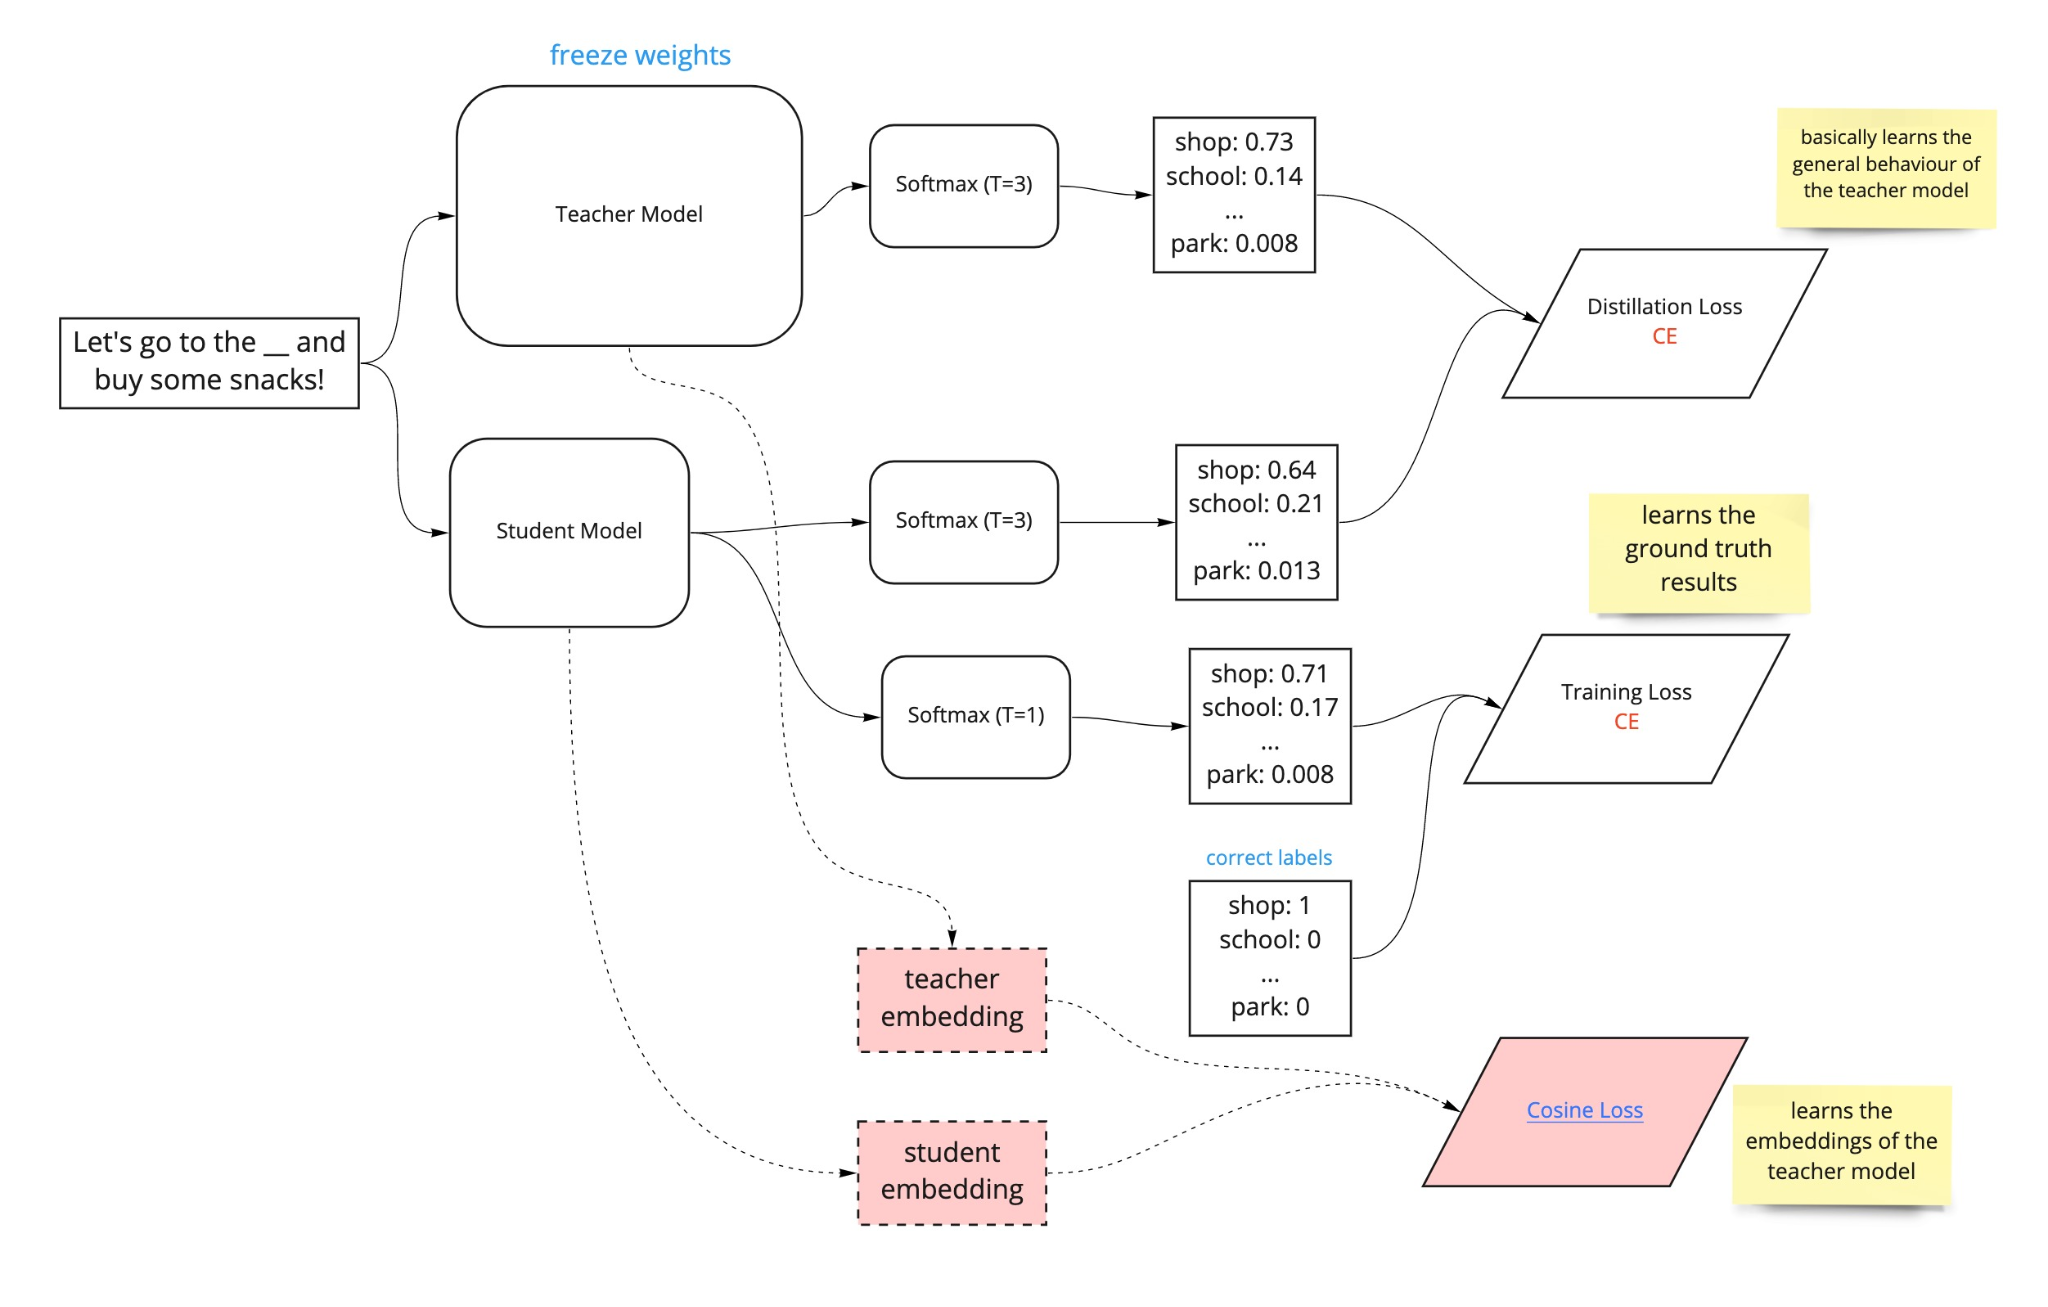 freeze weights
Teacher Model
Softmax (T=3)
shop: 0.73
school: 0.14
...
park: 0.008
basically learns the
general behaviour of
the teacher model
Distillation Loss
CE
Let's go to the __ and
buy some snacks!
Student Model
Softmax (T=3)
shop: 0.64
school: 0.21
...
park: 0.013
learns the
ground truth
results
Softmax (T=1)
shop: 0.71
school: 0.17
...
park: 0.008
Training Loss
CE
correct labels
shop: 1
school: 0
...
park: 0
teacher
embedding
student
embedding
Cosine Loss
learns the
embeddings of the
teacher model